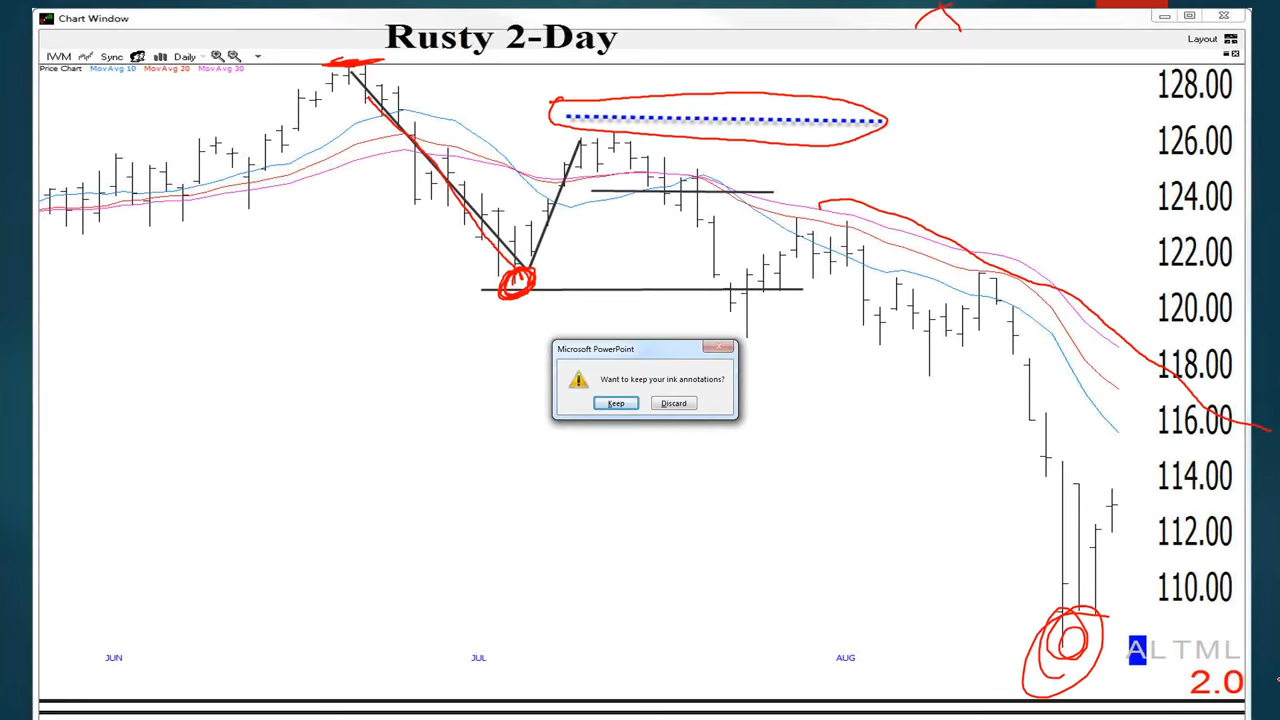 Chart Window
Rusty 2-Day
Layout
IWM Sync Daily
Price Chart MovAvg 10 MovAvg 20 MovAvg 30
128.00
126.00
124.00
122.00
120.00
118.00
116.00
114.00
112.00
110.00
Microsoft PowerPoint
Want to keep your ink annotations?
Keep Discard
JUN JUL AUG
ALTML
2.0